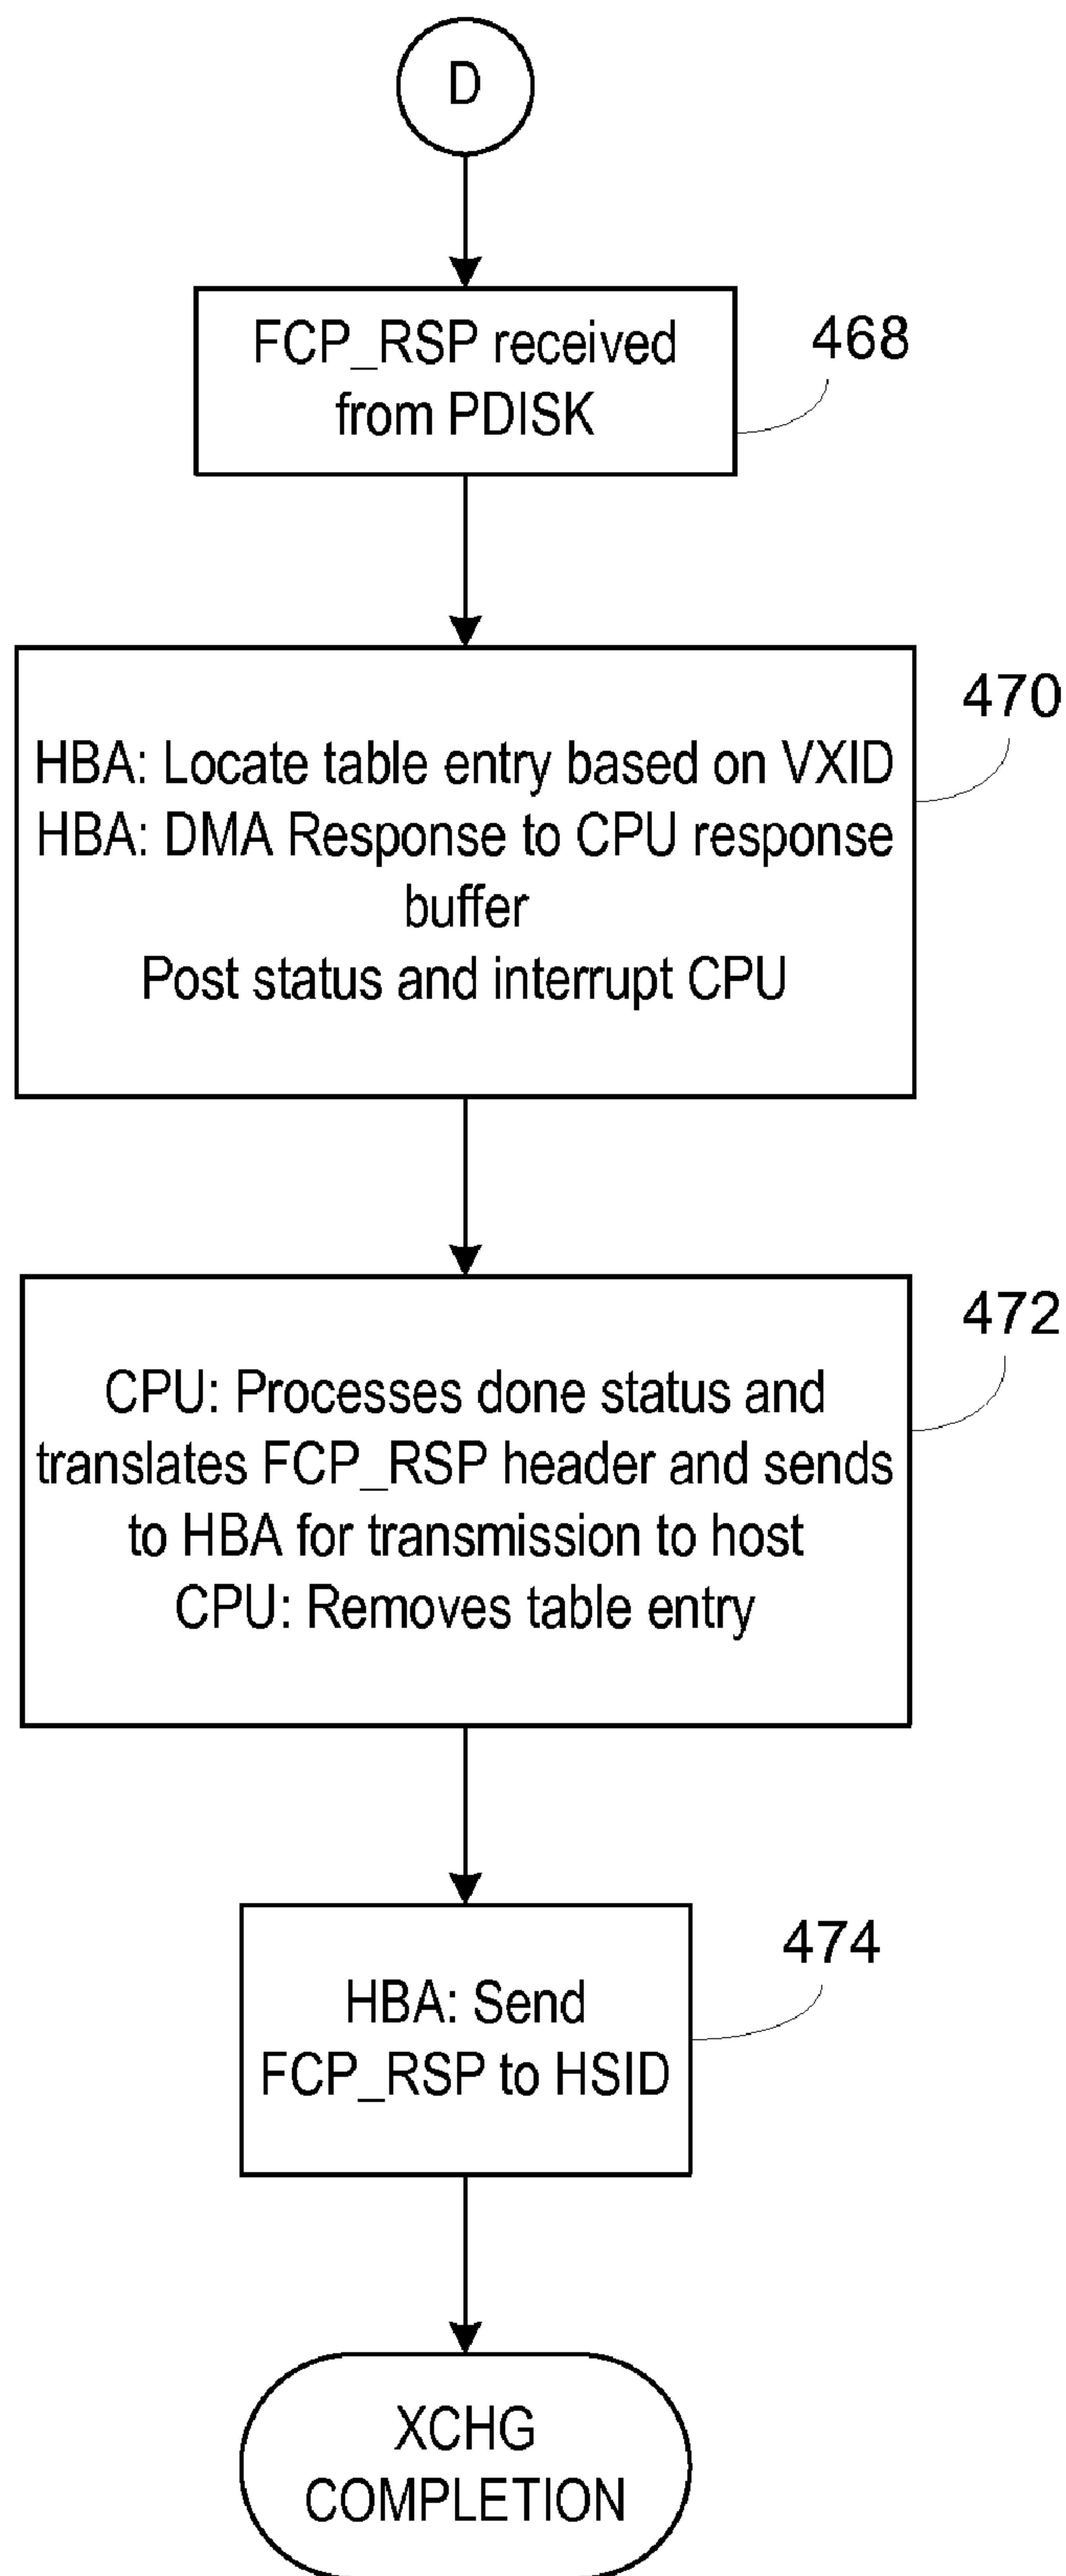 D
FCP_RSP received
from PDISK
468
HBA: Locate table entry based on VXID
HBA: DMA Response to CPU response
buffer
Post status and interrupt CPU
470
CPU: Processes done status and
translates FCP_RSP header and sends
to HBA for transmission to host
CPU: Removes table entry
472
HBA: Send
FCP_RSP to HSID
474
XCHG
COMPLETION